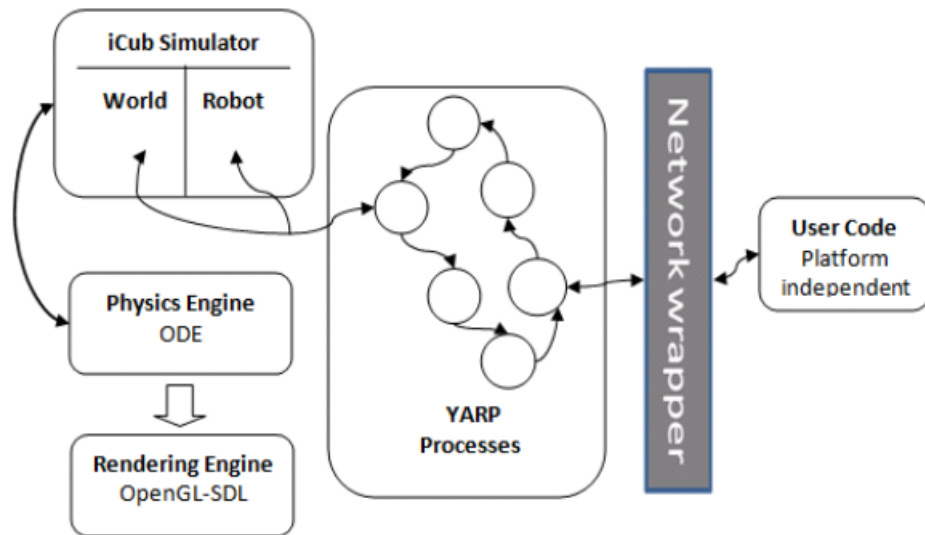 iCub Simulator
World
Robot
Physics Engine
ODE
Rendering Engine
OpenGL-SDL
YARP
Processes
Network wrapper
User Code
Platform
independent